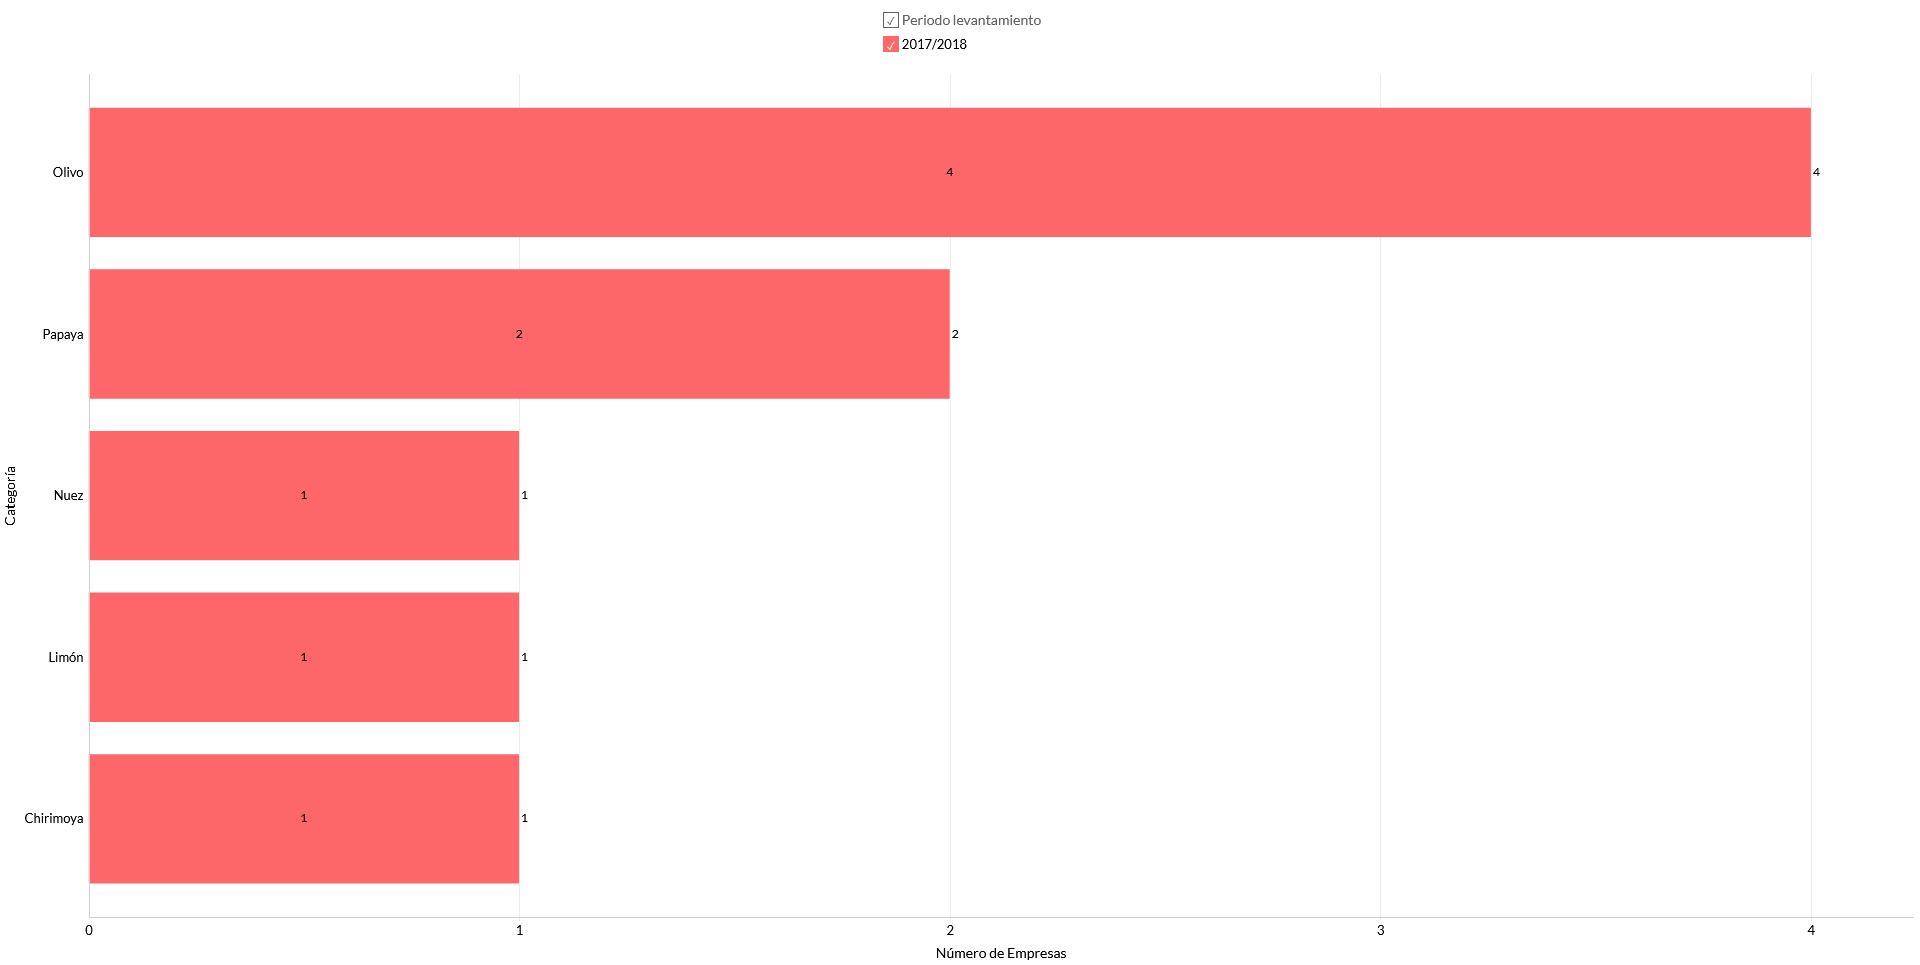 Periodo levantamiento
2017/2018
Olivo
4
4
Papaya
2
2
Nuez
1
1
Limón
1
1
Chirimoya
1
1
Categoría
0
1
2
3
4
Número de Empresas